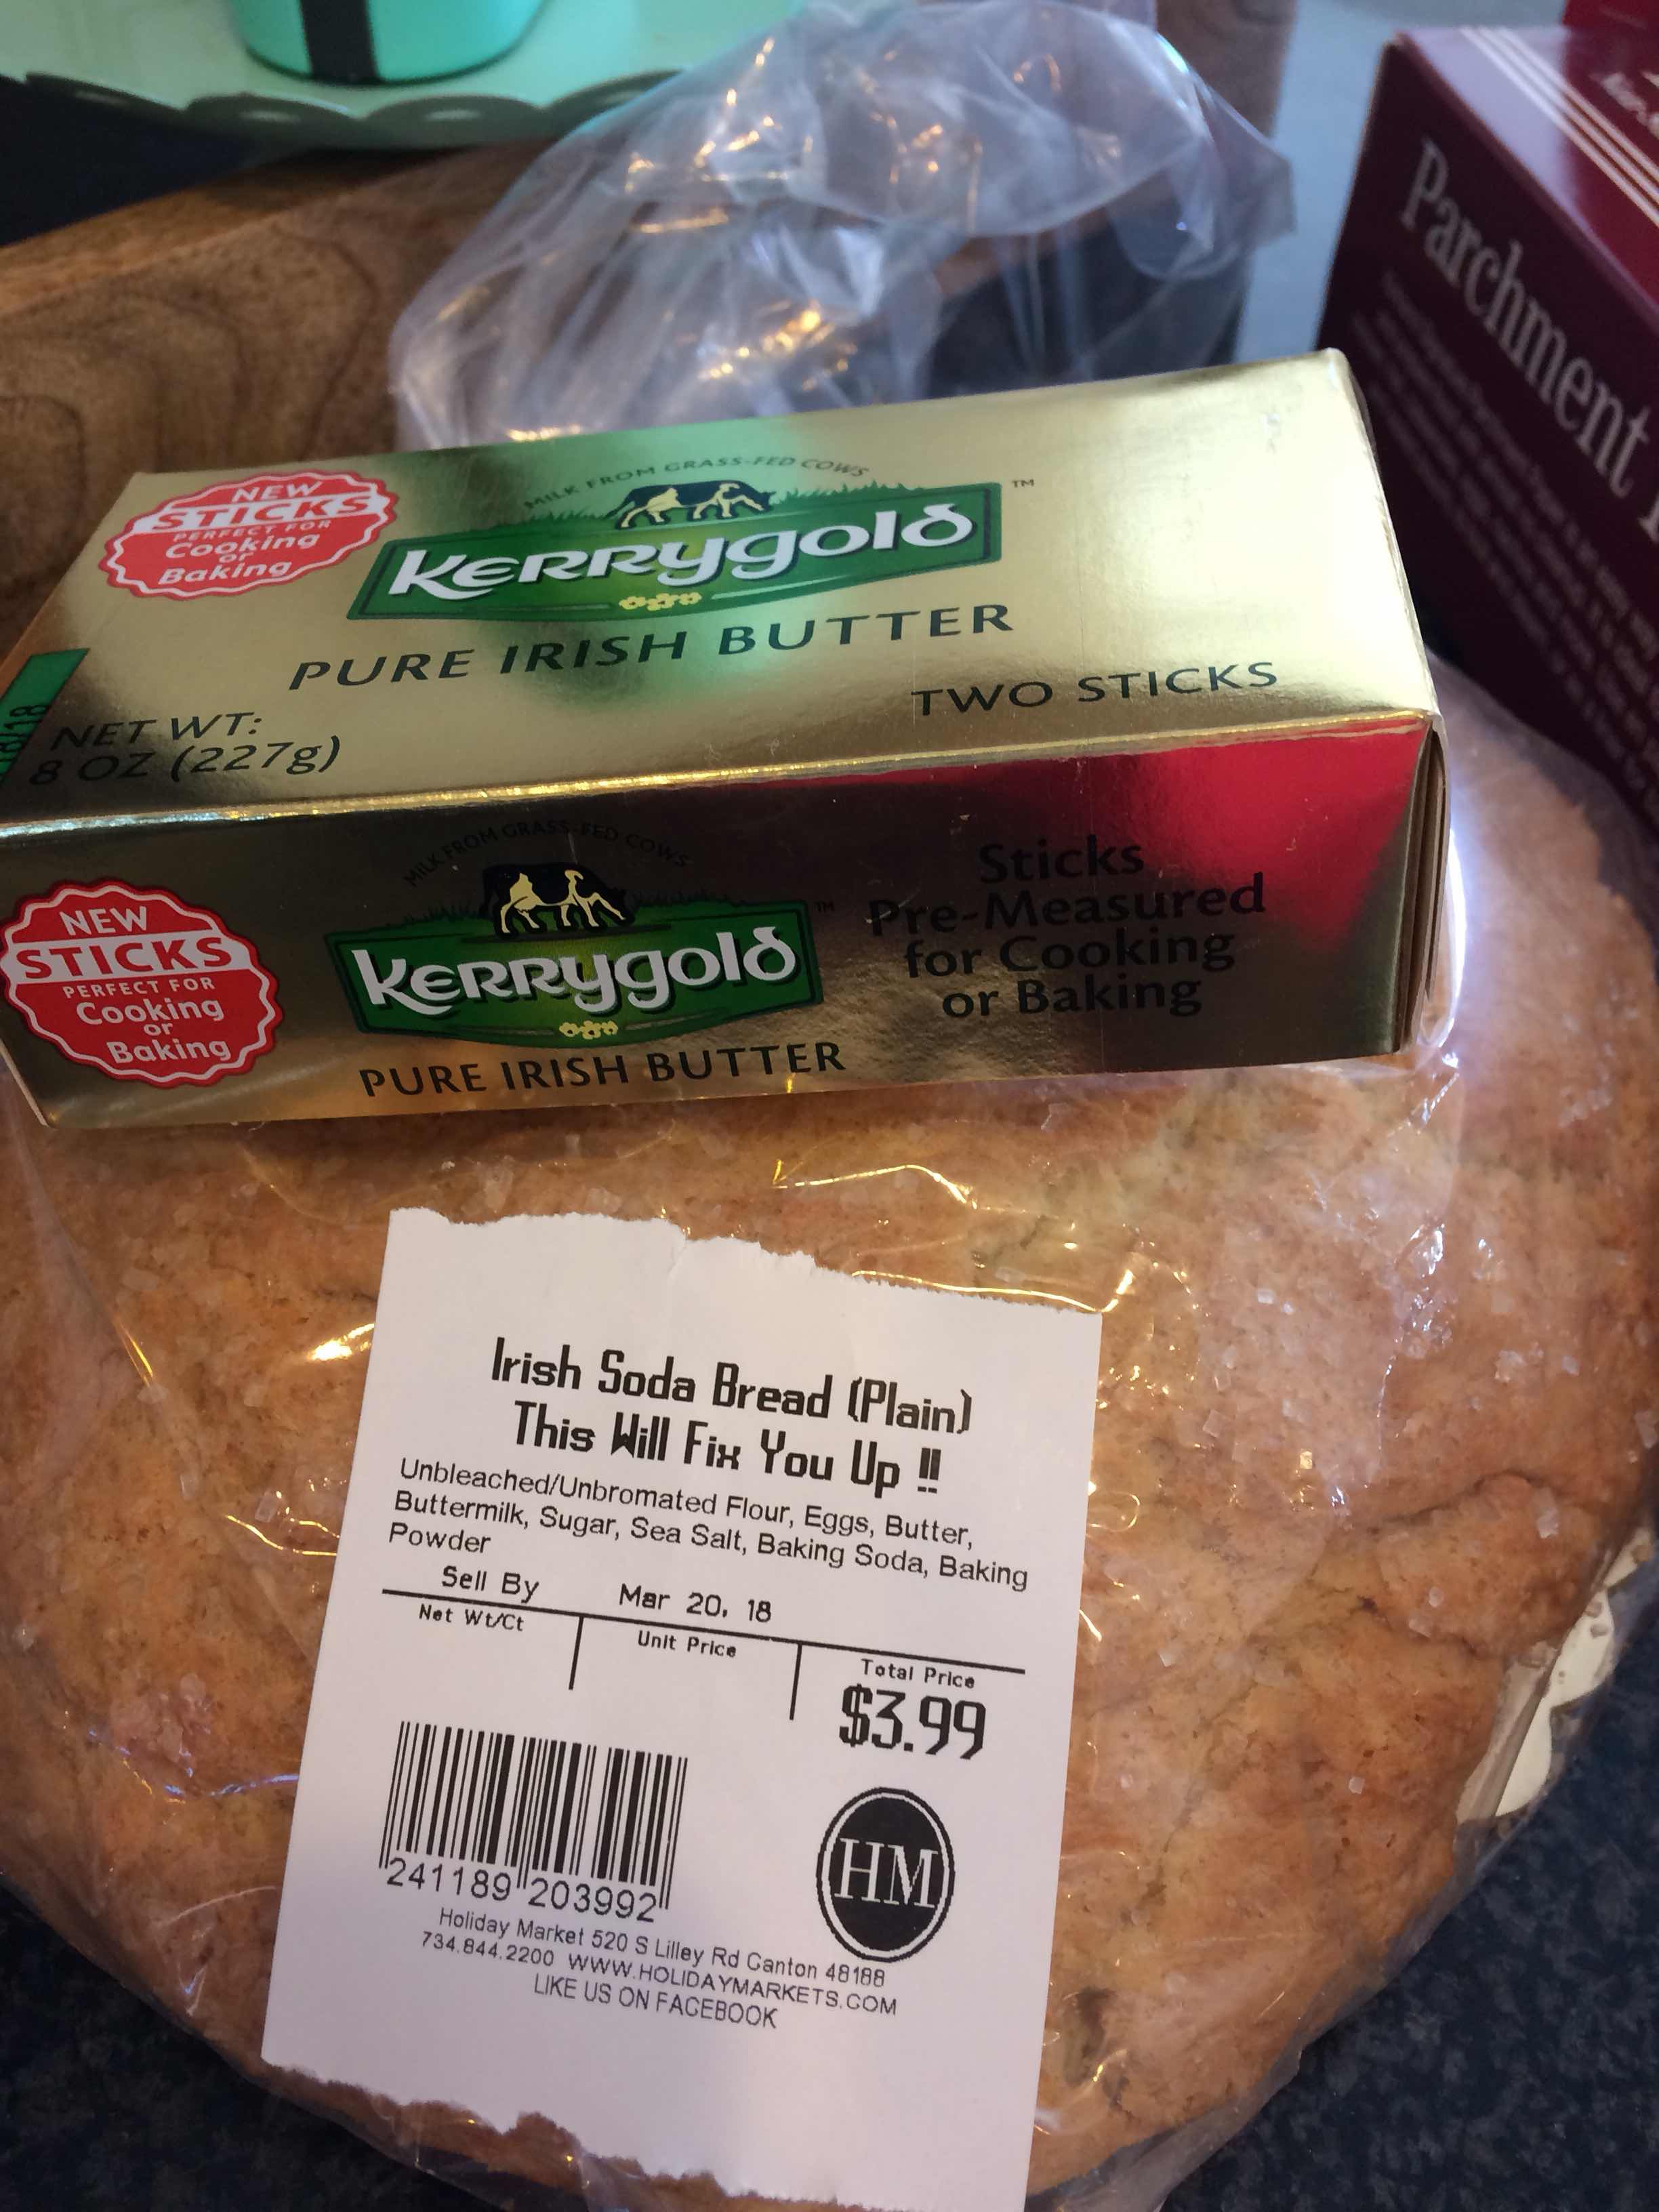 Parchment
NEW
STICKS
PERFECT FOR
Cooking
or
Baking
MILK FROM GRASS-FED COWS
Kerrygold
TM
PURE IRISH BUTTER
TWO STICKS
NET WT:
8 OZ (227g)
NEW
STICKS
PERFECT FOR
Cooking
or
Baking
MILK FROM GRASS-FED COWS
Kerrygold
TM
PURE IRISH BUTTER
Sticks
Pre-Measured
for Cooking
or Baking
Irish Soda Bread (Plain)
This Will Fix You Up !!
Unbleached/Unbromated Flour, Eggs, Butter,
Buttermilk, Sugar, Sea Salt, Baking Soda, Baking
Powder
Sell By Mar 20, 18
Net Wt/Ct Unit Price Total Price
$3.99
241189 203992
HM
Holiday Market 520 S Lilley Rd Canton 48188
734.844.2200 WWW.HOLIDAYMARKETS.COM
LIKE US ON FACEBOOK